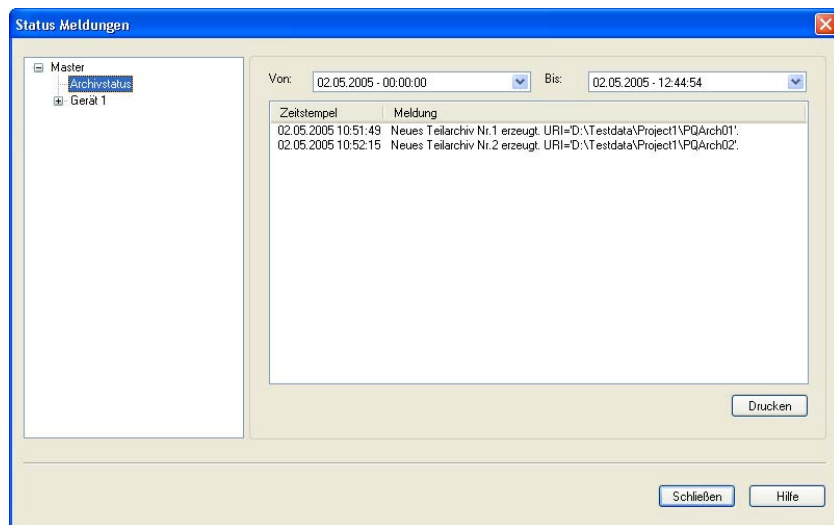 Status Meldungen
Master
Archivstatus
Gerät 1
Von: 02.05.2005 - 00:00:00 Bis: 02.05.2005 - 12:44:54
Zeitstempel Meldung
02.05.2005 10:51:49 Neues Teilarchiv Nr.1 erzeugt. URI='D:\Testdata\Project1\PQArch01'.
02.05.2005 10:52:15 Neues Teilarchiv Nr.2 erzeugt. URI='D:\Testdata\Project1\PQArch02'.
Drucken
Schließen Hilfe